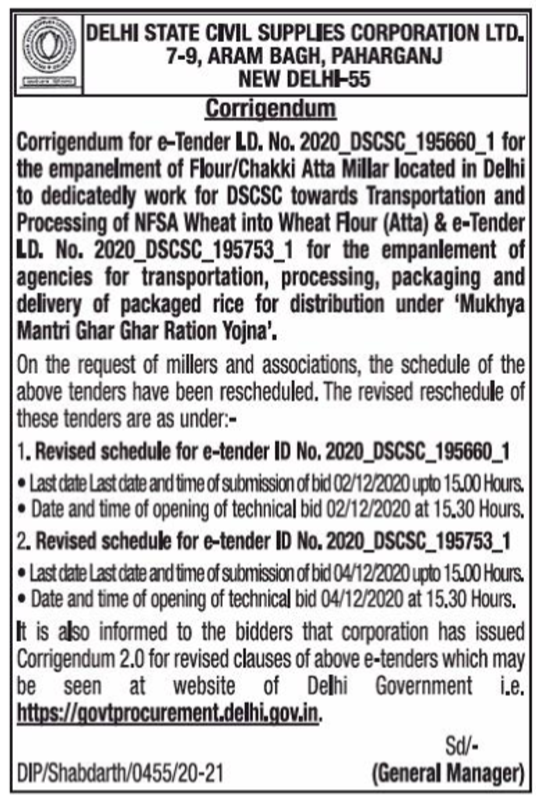 DELHI STATE CIVIL SUPPLIES CORPORATION LTD.
7-9, ARAM BAGH, PAHARGANJ
NEW DELHI-55
Corrigendum
Corrigendum for e-Tender I.D. No. 2020_DSCSC_195660_1 for
the empanelment of Flour/Chakki Atta Millar located in Delhi
to dedicatedly work for DSCSC towards Transportation and
Processing of NFSA Wheat into Wheat Flour (Atta) & e-Tender
I.D. No. 2020_DSCSC_195753_1 for the empanlement of
agencies for transportation, processing, packaging and
delivery of packaged rice for distribution under ‘Mukhya
Mantri Ghar Ghar Ration Yojna’.
On the request of millers and associations, the schedule of the
above tenders have been rescheduled. The revised reschedule of
these tenders are as under:-
1. Revised schedule for e-tender ID No. 2020_DSCSC_195660_1
• Last date Last date and time of submission of bid 02/12/2020 upto 15.00 Hours.
• Date and time of opening of technical bid 02/12/2020 at 15.30 Hours.
2. Revised schedule for e-tender ID No. 2020_DSCSC_195753_1
• Last date Last date and time of submission of bid 04/12/2020 upto 15.00 Hours.
• Date and time of opening of technical bid 04/12/2020 at 15.30 Hours.
It is also informed to the bidders that corporation has issued
Corrigendum 2.0 for revised clauses of above e-tenders which may
be seen at website of Delhi Government i.e.
https://govtprocurement.delhi.gov.in.
Sd/-
DIP/Shabdarth/0455/20-21 (General Manager)